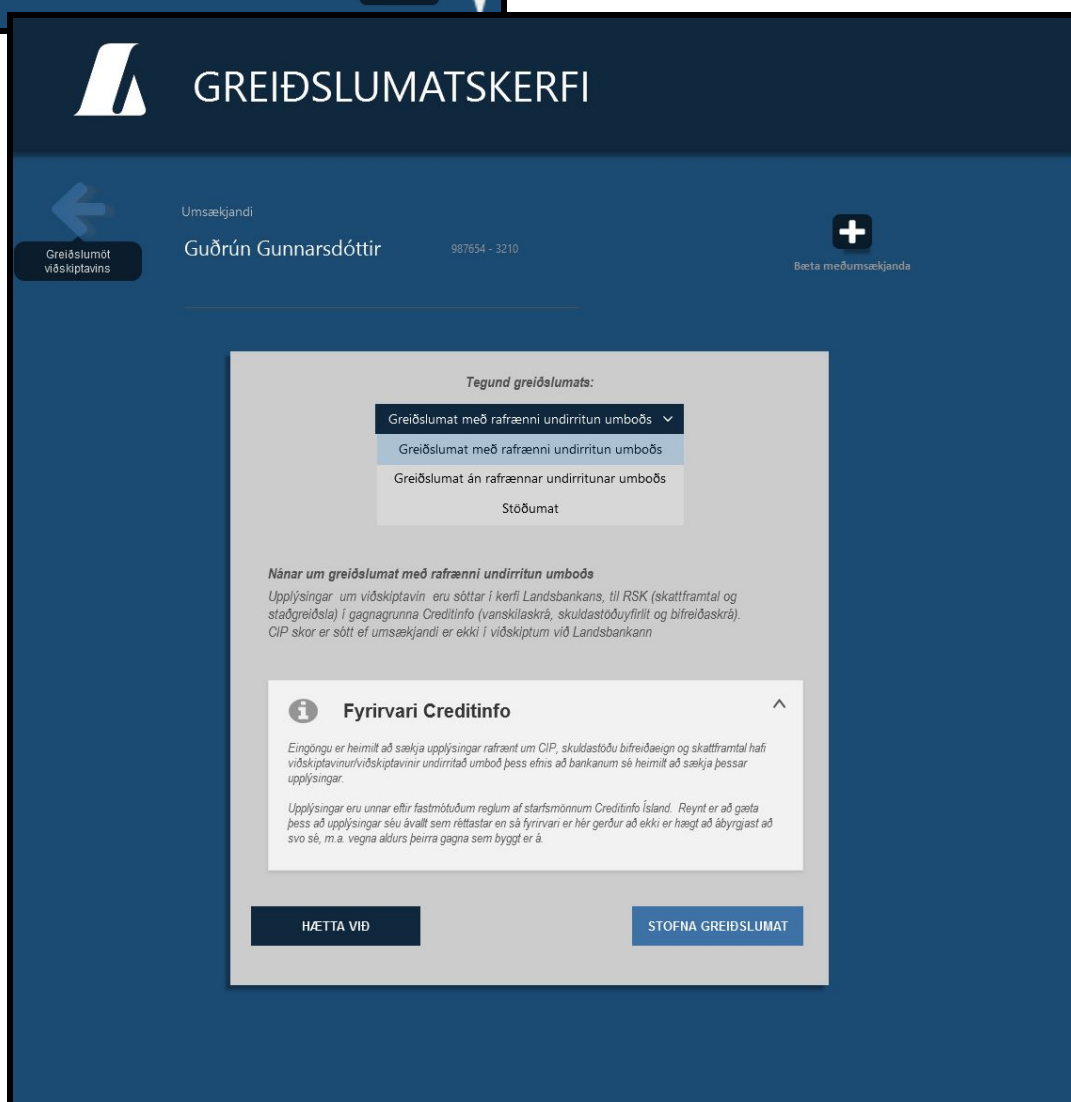 GREIÐSLUMATSKERFI
Greiðslumöt
viðskiptavins
Umsækjandi
Guðrún Gunnarsdóttir 987654 - 3210
Bæta meðumsækjanda
Tegund greiðslumats:
Greiðslumat með rafrænni undirritun umboðs
Greiðslumat með rafrænni undirritun umboðs
Greiðslumat án rafrænnar undirritunar umboðs
Stöðumat
Nánar um greiðslumat með rafrænni undirritun umboðs
Upplýsingar um viðskiptavin eru sóttar í kerfi Landsbankans, til RSK (skattframtal og
staðgreiðsla) í gagnagrunna Creditinfo (vanskilaskrá, skuldastöðuyfirlit og bifreiðaskrá).
CIP skor er sótt ef umsækjandi er ekki í viðskiptum við Landsbankann
Fyrirvari Creditinfo
Eingöngu er heimilt að sækja upplýsingar rafrænt um CIP, skuldastöðu bifreiðaeign og skattframtal hafi
viðskiptavinur/viðskiptavinir undirritað umboð þess efnis að bankanum sé heimilt að sækja þessar
upplýsingar.
Upplýsingar eru unnar eftir fastmótuðum reglum af starfsmönnum Creditinfo Ísland. Reynt er að gæta
þess að upplýsingar séu ávallt sem réttastar en sá fyrirvari er hér gerður að ekki er hægt að ábyrgjast að
svo sé, m.a. vegna aldurs þeirra gagna sem byggt er á.
HÆTTA VIÐ
STOFNA GREIÐSLUMAT